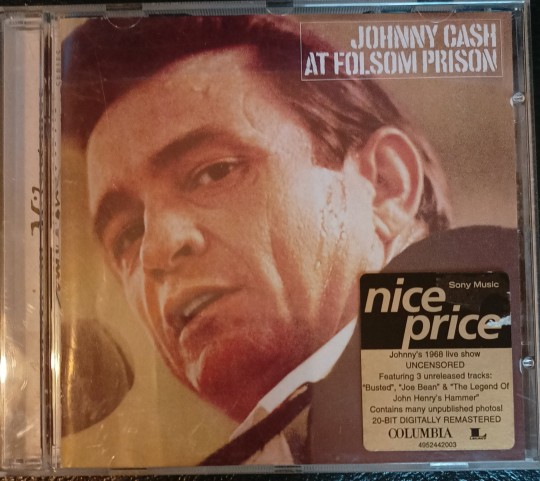 JOHNNY CASH
AT FOLSOM PRISON
Sony Music
nice
price
Johnny's 1968 live show
UNCENSORED
Featuring 3 unreleased tracks:
"Busted", "Joe Bean" & "The Legend Of
John Henry's Hammer"
Contains many unpublished photos!
20-BIT DIGITALLY REMASTERED
COLUMBIA
4952442003